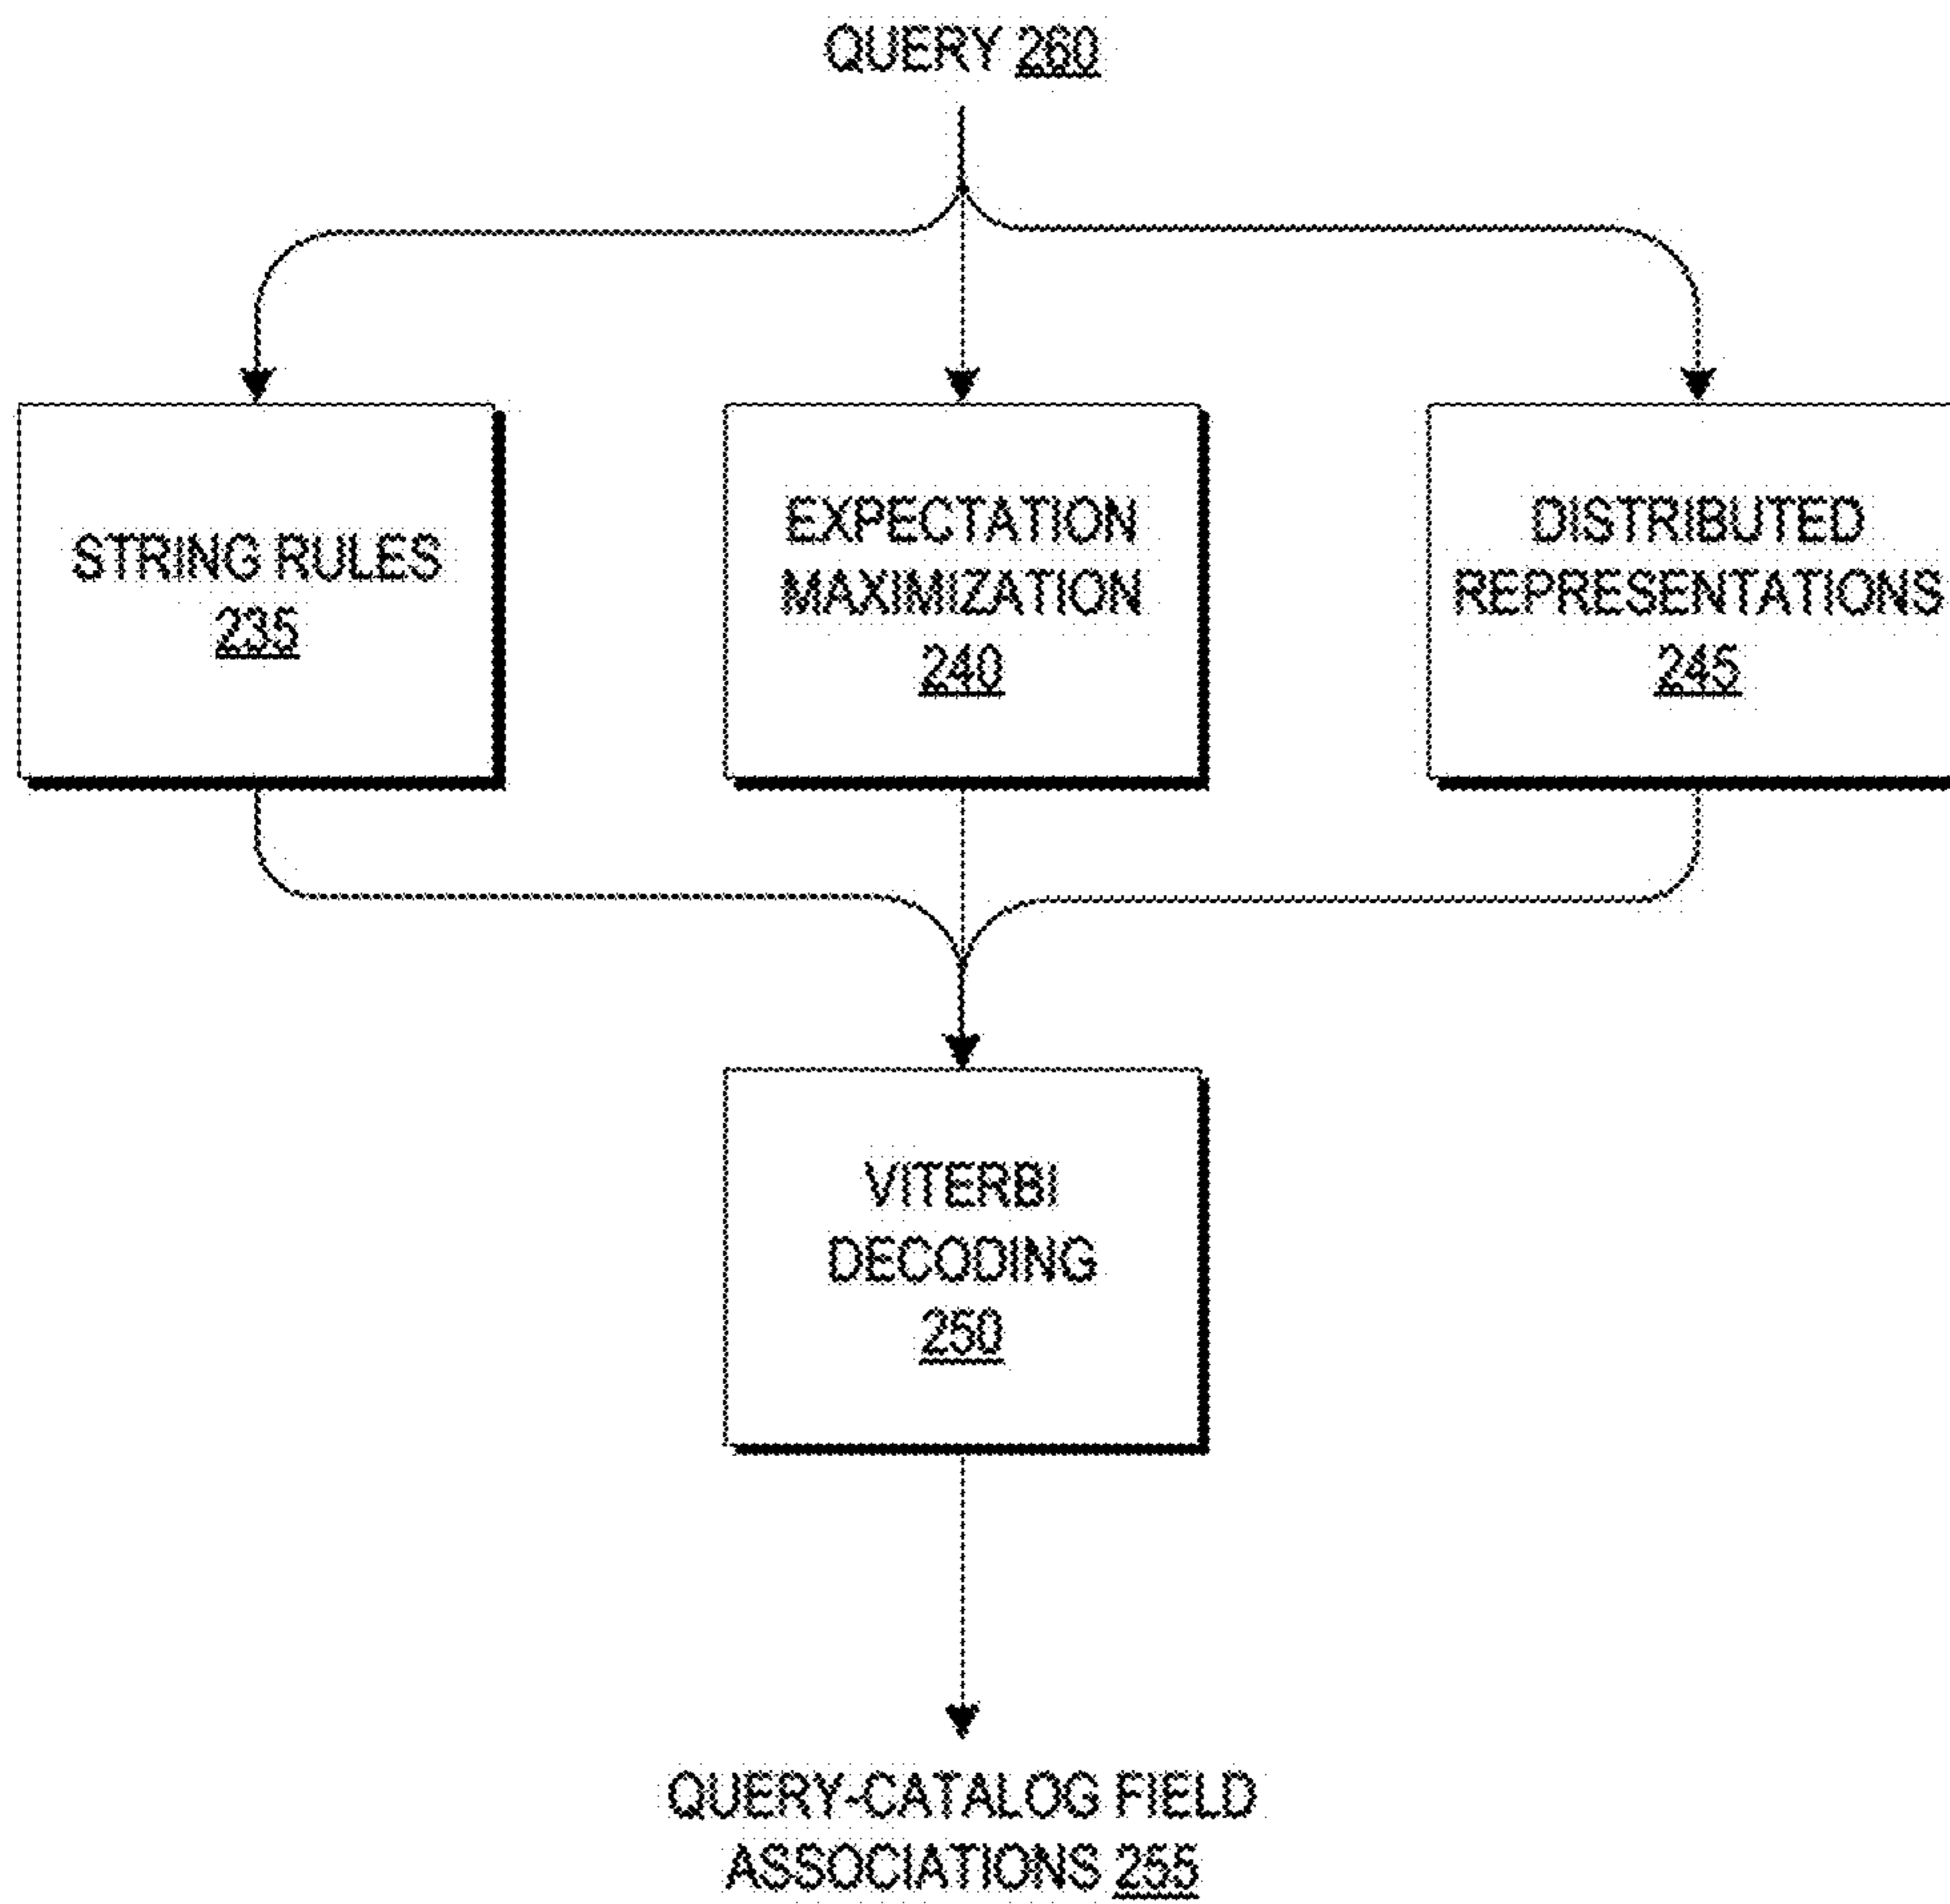 QUERY 260
STRING RULES
235
EXPECTATION
MAXIMIZATION
240
DISTRIBUTED
REPRESENTATIONS
245
VITERBI
DECODING
250
QUERY-CATALOG FIELD
ASSOCIATIONS 255